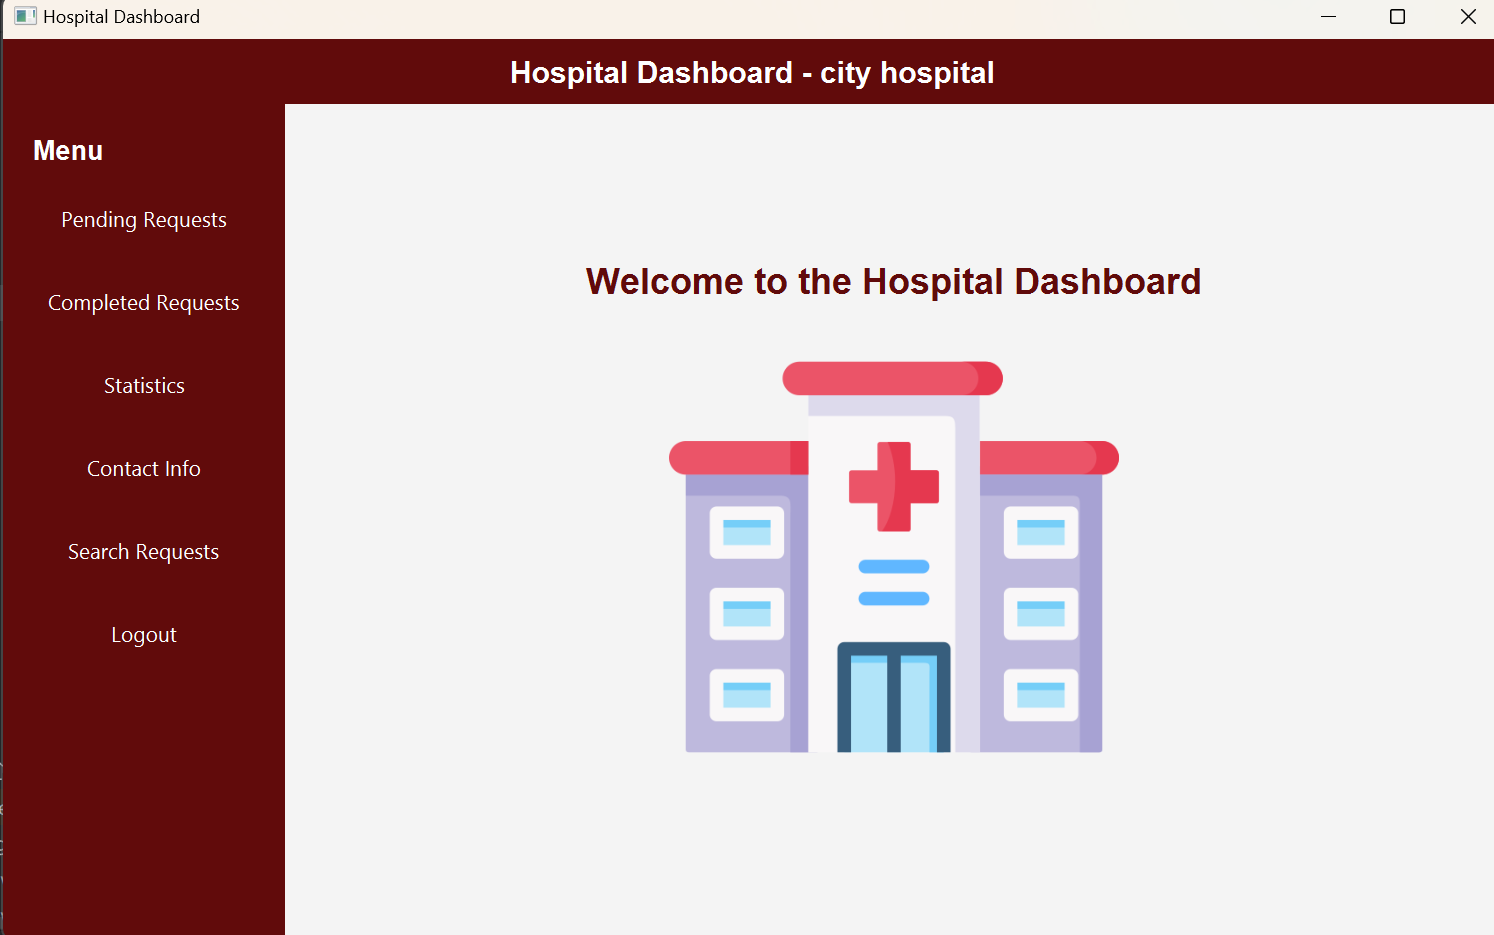 Hospital Dashboard
Hospital Dashboard - city hospital
Menu
Pending Requests
Completed Requests
Statistics
Contact Info
Search Requests
Logout
Welcome to the Hospital Dashboard